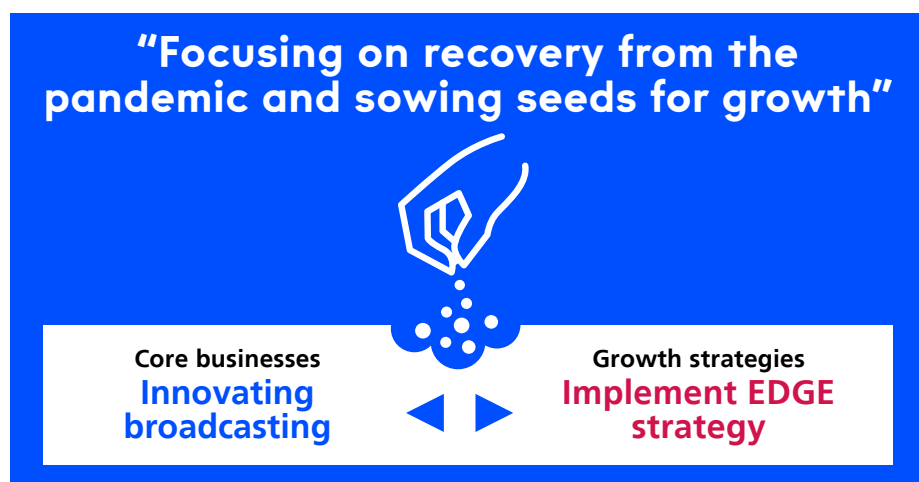 “Focusing on recovery from the
pandemic and sowing seeds for growth”
Core businesses
Innovating
broadcasting
Growth strategies
Implement EDGE
strategy